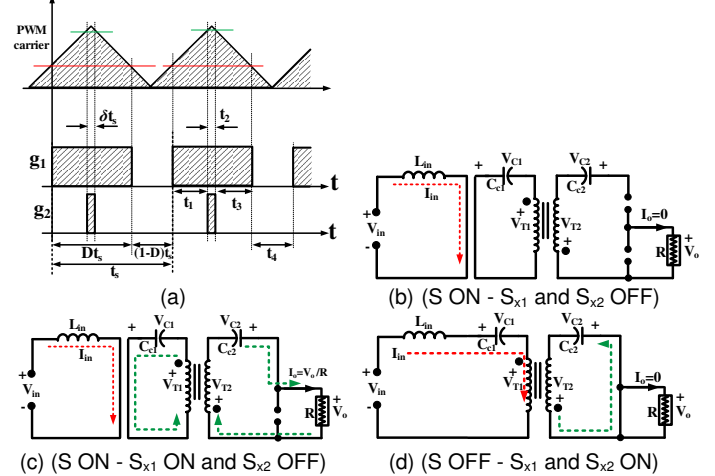 PWM
carrier
δtₛ
t₂
g₁
t
t₁
t₃
g₂
t
Dtₛ
(1-D)tₛ
t₄
tₛ
(a)
Lin
Iin
+
Vin
-
+
VC1
Cc1
+
VT1
VC2
+
Cc2
VT2
+
Io=0
R
+
Vo
-
(b) (S ON - Sx1 and Sx2 OFF)
Lin
Iin
+
Vin
-
+
VC1
Cc1
+
VT1
VC2
+
Cc2
VT2
+
Io=Vo/R
R
+
Vo
-
(c) (S ON - Sx1 ON and Sx2 OFF)
Lin
Iin
+
Vin
-
+
VC1
Cc1
+
VT1
VC2
+
Cc2
VT2
+
Io=0
R
+
Vo
-
(d) (S OFF - Sx1 and Sx2 ON)